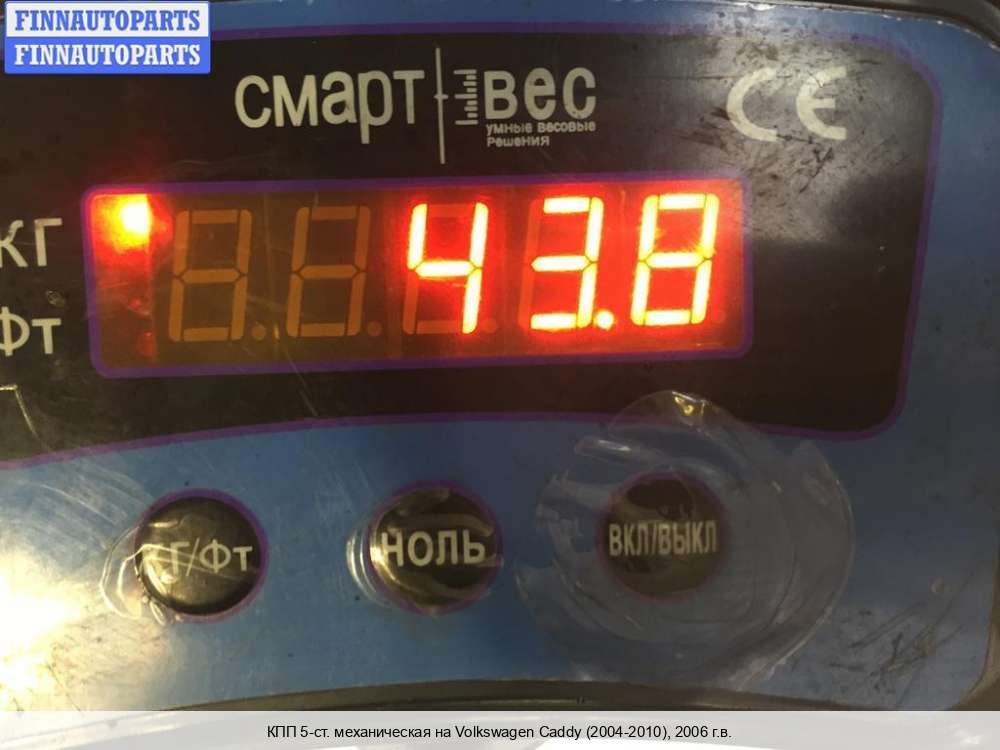 FINNAUTOPARTS
FINNAUTOPARTS
смарт вес
умные весовые
решения
CE
КГ
Фт
43.8
КГ/Фт
НОЛЬ
ВКЛ/ВЫКЛ
КПП 5-ст. механическая на Volkswagen Caddy (2004-2010), 2006 г.в.